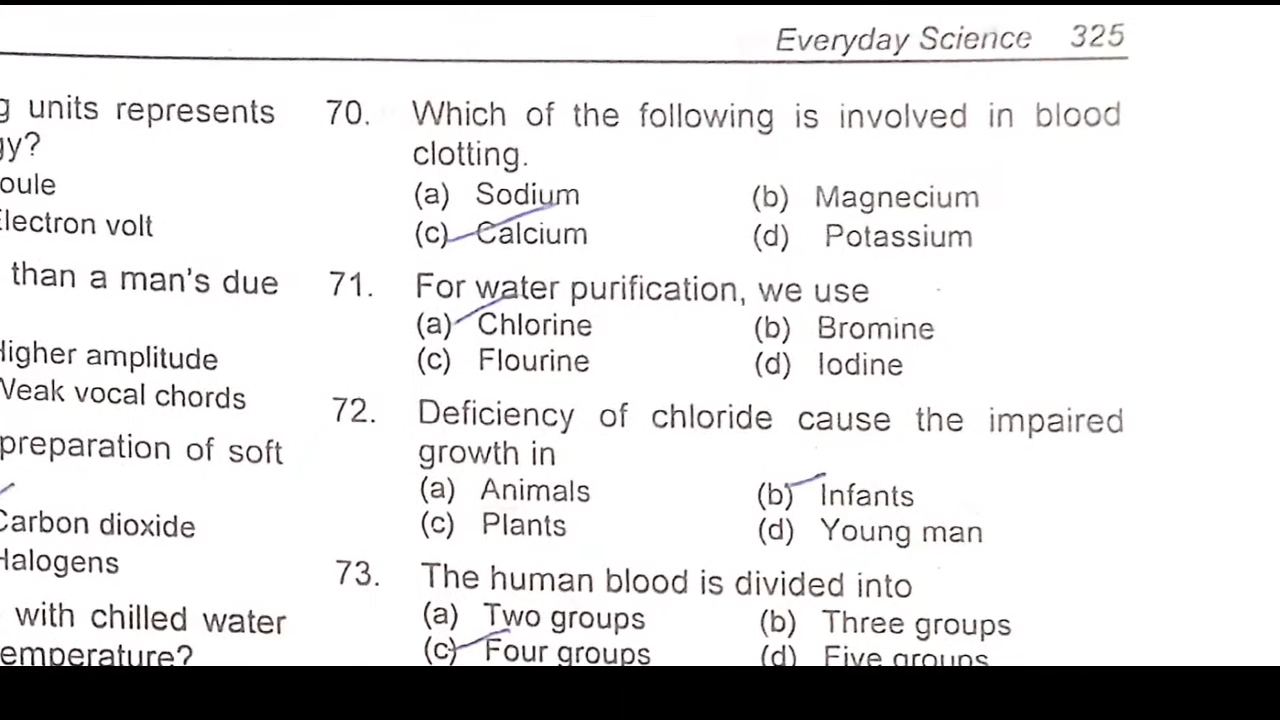 Everyday Science 325
g units represents
gy?
oule
Electron volt
than a man's due
Higher amplitude
Weak vocal chords
preparation of soft
Carbon dioxide
Halogens
with chilled water
emperature?
70. Which of the following is involved in blood
clotting.
(a) Sodium (b) Magnecium
(c) Calcium (d) Potassium
71. For water purification, we use
(a) Chlorine (b) Bromine
(c) Flourine (d) Iodine
72. Deficiency of chloride cause the impaired
growth in
(a) Animals (b) Infants
(c) Plants (d) Young man
73. The human blood is divided into
(a) Two groups (b) Three groups
(c) Four groups (d) Five groups